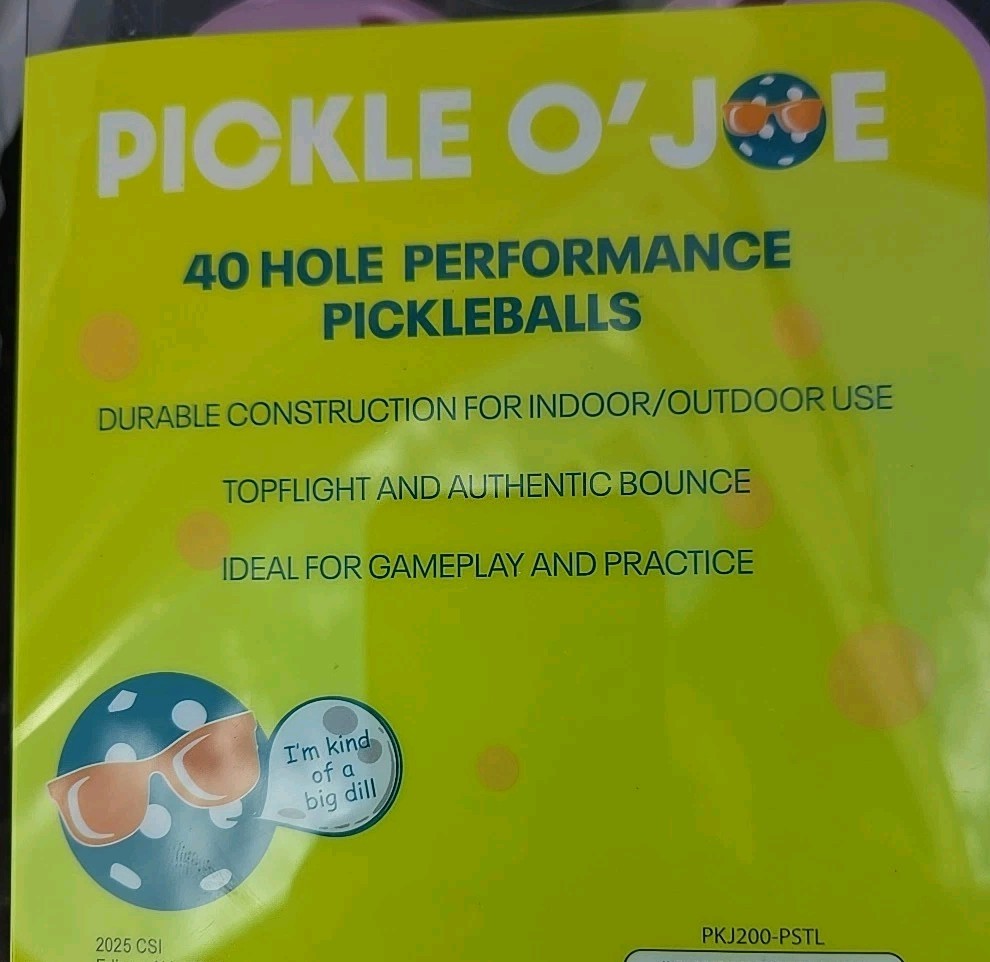 PICKLE O'JOE
40 HOLE PERFORMANCE
PICKLEBALLS
DURABLE CONSTRUCTION FOR INDOOR/OUTDOOR USE
TOPFLIGHT AND AUTHENTIC BOUNCE
IDEAL FOR GAMEPLAY AND PRACTICE
I'm kind
of a
big dill
2025 CSI
PKJ200-PSTL